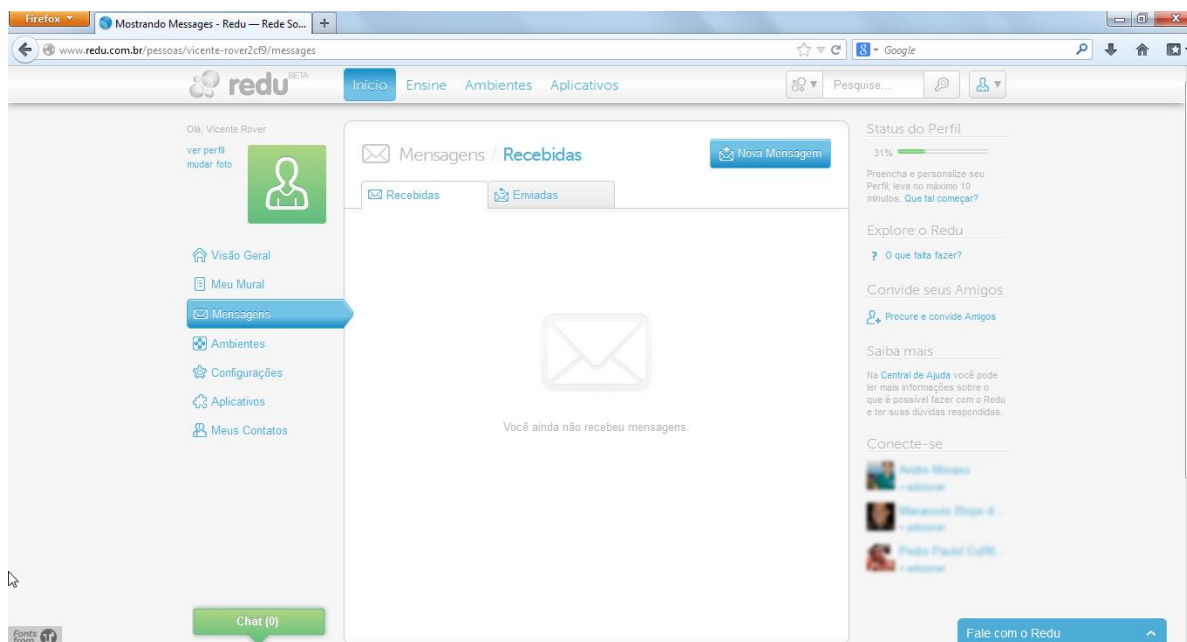 Firefox
Mostrando Messages - Redu — Rede So...
www.redu.com.br/pessoas/vicente-rover2cf9/messages
Google
redu BETA
Início Ensine Ambientes Aplicativos
Pesquise...
Olá, Vicente Rover
ver perfil
mudar foto
Visão Geral
Meu Mural
Mensagens
Ambientes
Configurações
Aplicativos
Meus Contatos
Chat (0)
Fonts
from
Mensagens / Recebidas
Nova Mensagem
Recebidas
Enviadas
Você ainda não recebeu mensagens.
Status do Perfil
31%
Preencha e personalize seu
Perfil, leva no máximo 10
minutos. Que tal começar?
Explore o Redu
? O que falta fazer?
Convide seus Amigos
Procure e convide Amigos
Saiba mais
Na Central de Ajuda você pode
ler mais informações sobre o
que é possível fazer com o Redu
e ter suas dúvidas respondidas.
Conecte-se
Fale com o Redu